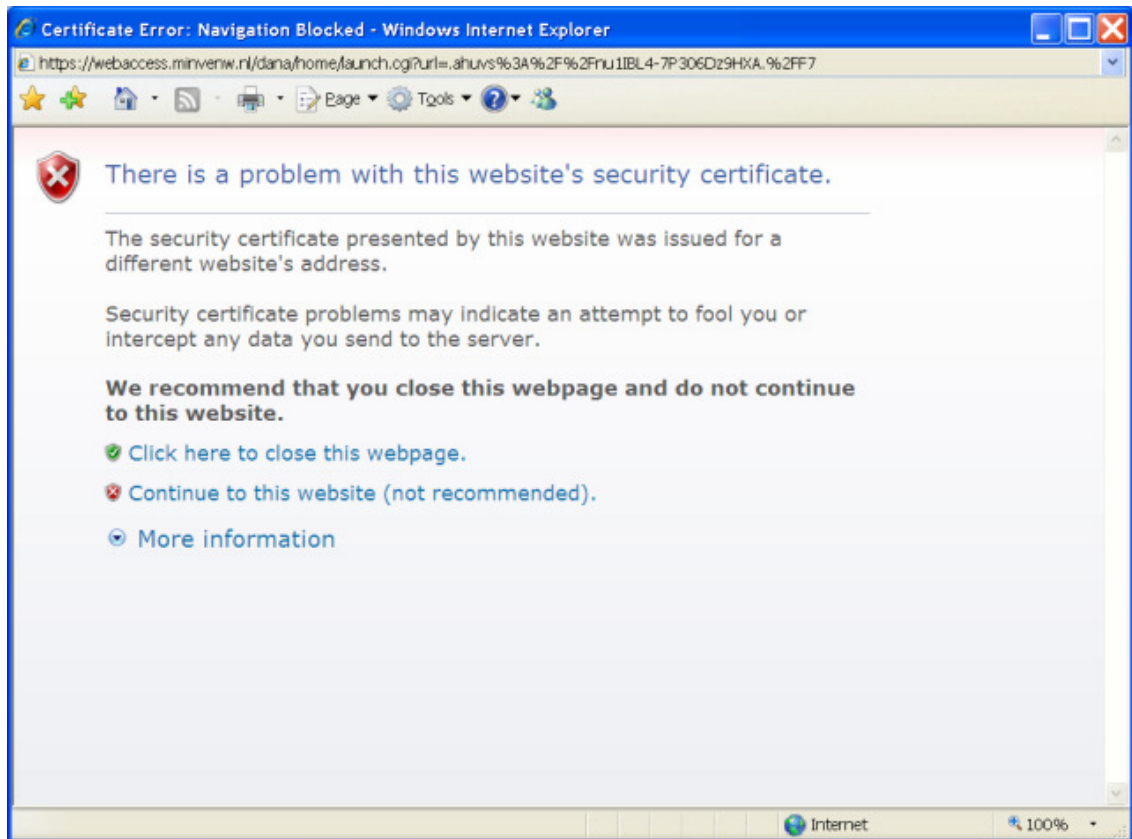 Certificate Error: Navigation Blocked - Windows Internet Explorer
https://webaccess.minvenw.nl/dana/home/launch.cgi?url=.ahuvs%3A%2F%2Fnu1IBL4-7P306Dz9HXA.%2FF7
Page Tools
There is a problem with this website's security certificate.
The security certificate presented by this website was issued for a
different website's address.
Security certificate problems may indicate an attempt to fool you or
intercept any data you send to the server.
We recommend that you close this webpage and do not continue
to this website.
Click here to close this webpage.
Continue to this website (not recommended).
More information
Internet 100%